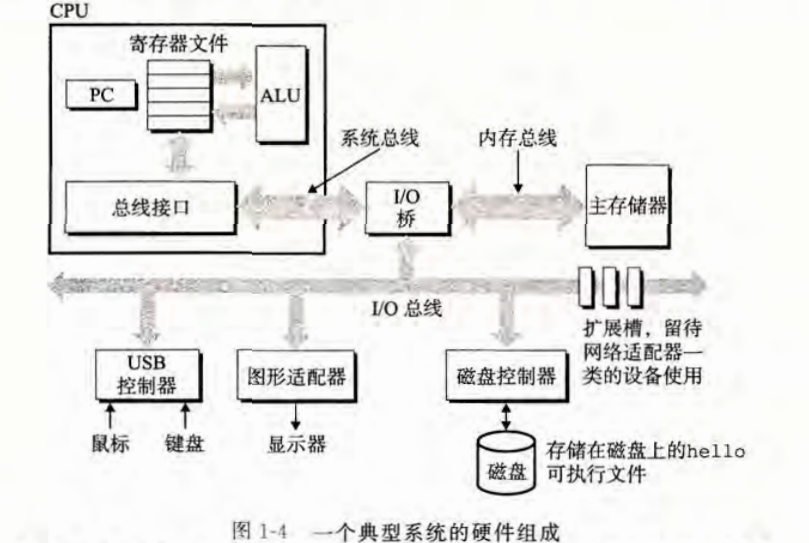 CPU
寄存器文件
PC
ALU
系统总线
内存总线
总线接口
I/O
桥
主存储器
I/O 总线
扩展槽，留待
网络适配器一
类的设备使用
USB
控制器
图形适配器
磁盘控制器
鼠标
键盘
显示器
磁盘
存储在磁盘上的hello
可执行文件
图 1-4 一个典型系统的硬件组成